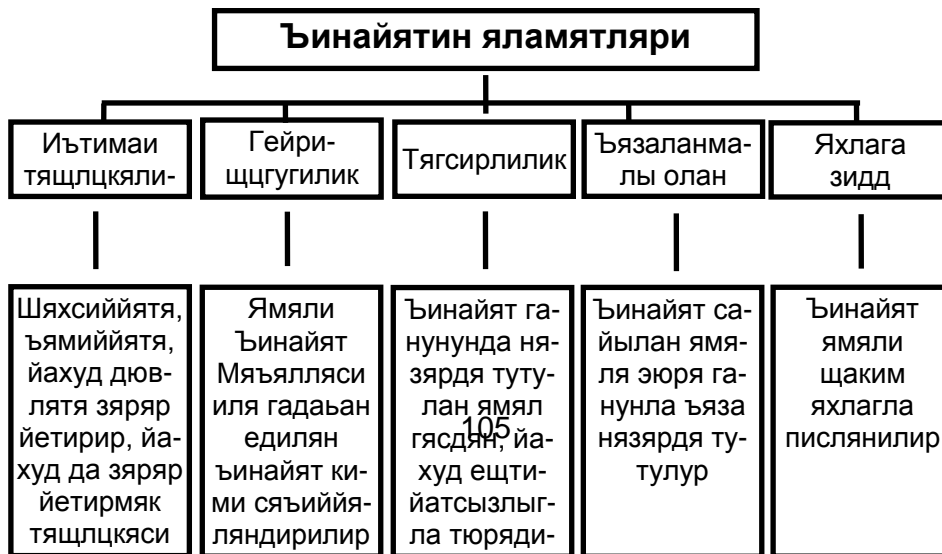 Ъинайятин яламятляри
Иътимаи
тящлцкяли-
Гейри-
щцгугилик
Тягсирлилик
Ъязаланма-
лы олан
Яхлага
зидд
Шяхсиййятя,
ъямиййятя,
йахуд дюв-
лятя зяряр
йетирир, йа-
худ да зяряр
йетирмяк
тящлцкяси
Ямяли
Ъинайят
Мяъялляси
иля гадаьан
едилян
ъинайят ки-
ми сяъиййя-
ляндирилир
Ъинайят га-
нунунда ня-
зярдя тутул-
лан ямял
гясдян, йа-
худ ещти-
йатсызлыг-
ла тюряди-
105
Ъинайят са-
йылан ямя-
ля эюря га-
нунла ъяза
нязярдя ту-
тулур
Ъинайят
ямяли
щаким
яхлагла
пислянилир